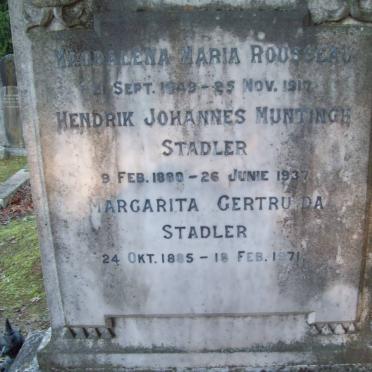 MAGDALENA MARIA ROUSSEAU
21 SEPT. 1849 - 25 NOV. 1917
HENDRIK JOHANNES MUNTINGH
STADLER
9 FEB. 1880 - 26 JUNIE 1937
MARGARITA GERTRUIDA
STADLER
24 OKT. 1885 - 18 FEB. 1971